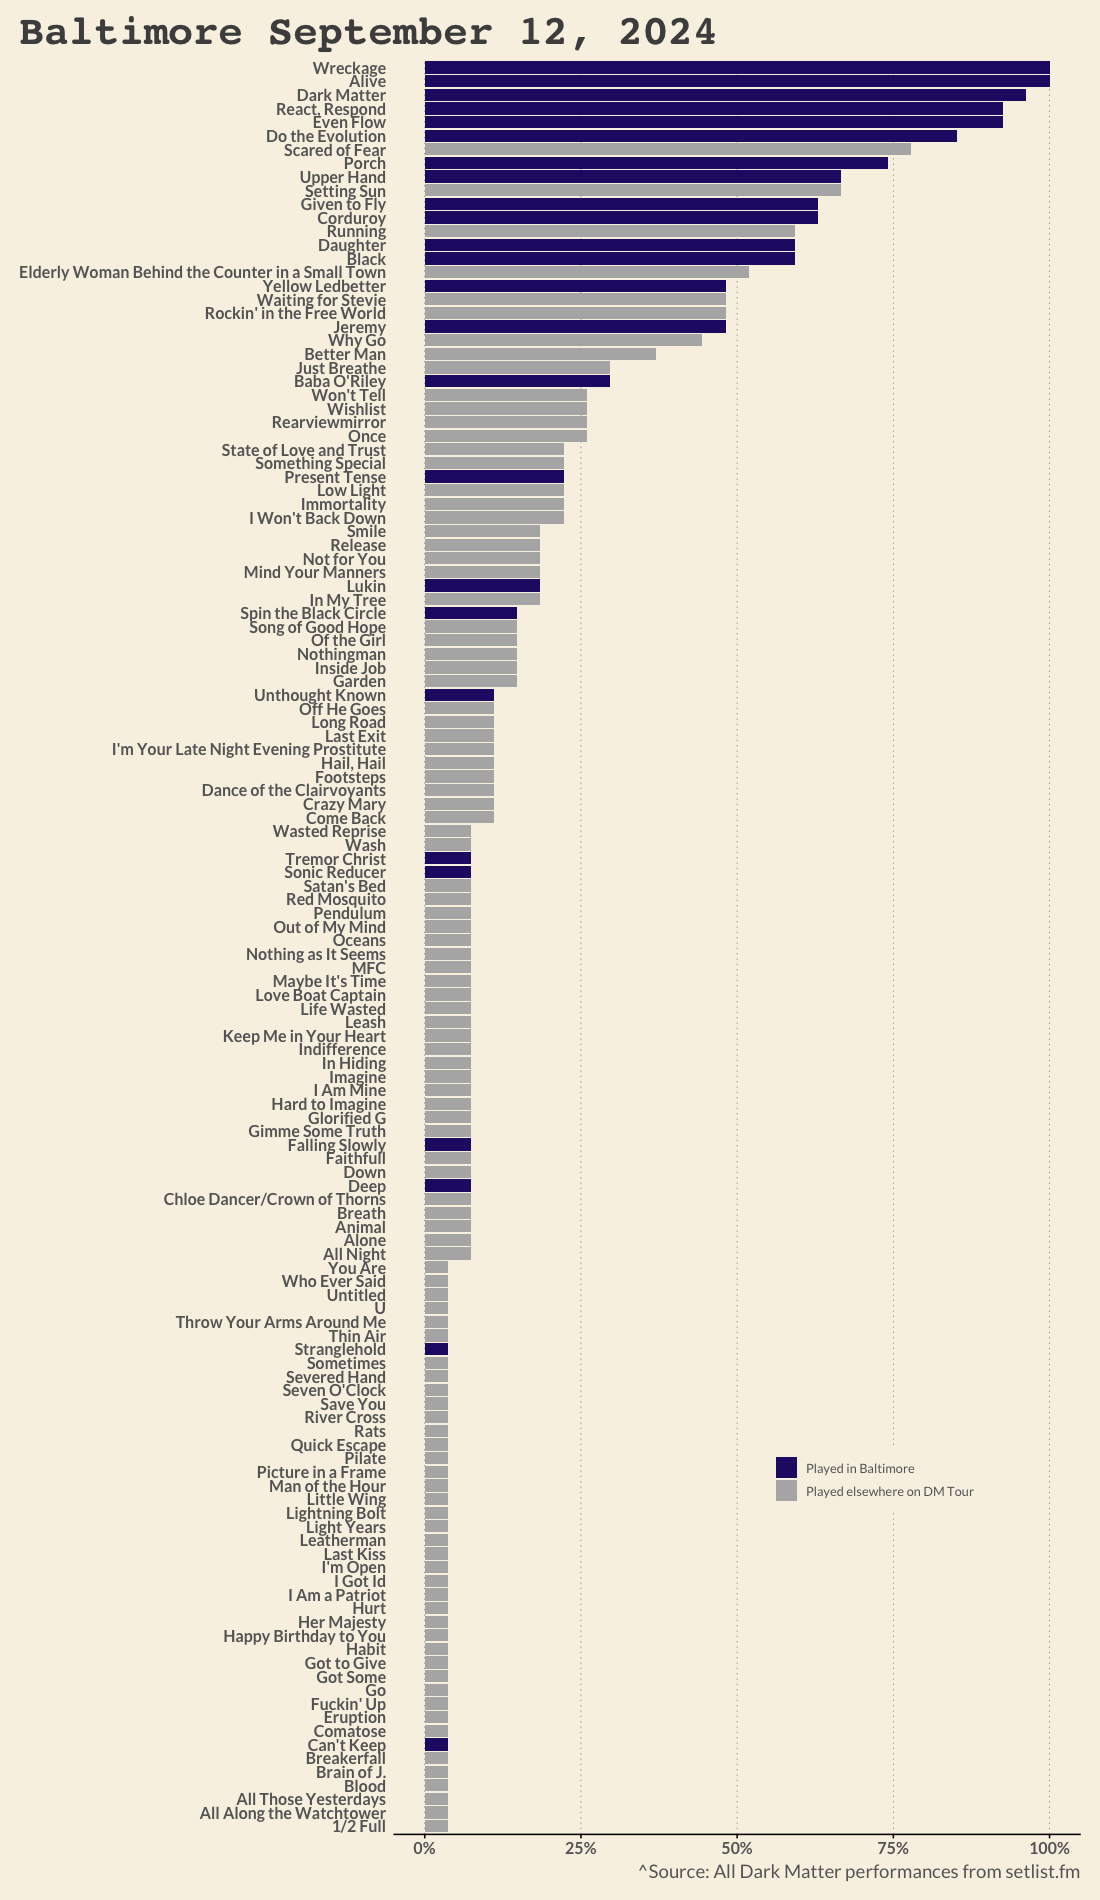 Baltimore September 12, 2024
Wreckage
Alive
Dark Matter
React, Respond
Even Flow
Do the Evolution
Scared of Fear
Porch
Upper Hand
Setting Sun
Given to Fly
Corduroy
Running
Daughter
Black
Elderly Woman Behind the Counter in a Small Town
Yellow Ledbetter
Waiting for Stevie
Rockin' in the Free World
Jeremy
Why Go
Better Man
Just Breathe
Baba O'Riley
Won't Tell
Wishlist
Rearviewmirror
Once
State of Love and Trust
Something Special
Present Tense
Low Light
Immortality
I Won't Back Down
Smile
Release
Not for You
Mind Your Manners
Lukin
In My Tree
Spin the Black Circle
Song of Good Hope
Of the Girl
Nothingman
Inside Job
Garden
Unthought Known
Off He Goes
Long Road
Last Exit
I'm Your Late Night Evening Prostitute
Hail, Hail
Footsteps
Dance of the Clairvoyants
Crazy Mary
Come Back
Wasted Reprise
Wash
Tremor Christ
Sonic Reducer
Satan's Bed
Red Mosquito
Pendulum
Out of My Mind
Oceans
Nothing as It Seems
MFC
Maybe It's Time
Love Boat Captain
Life Wasted
Leash
Keep Me in Your Heart
Indifference
In Hiding
Imagine
I Am Mine
Hard to Imagine
Glorified G
Gimme Some Truth
Falling Slowly
Faithfull
Down
Deep
Chloe Dancer/Crown of Thorns
Breath
Animal
Alone
All Night
You Are
Who Ever Said
Untitled
U
Throw Your Arms Around Me
Thin Air
Stranglehold
Sometimes
Severed Hand
Seven O'Clock
Save You
River Cross
Rats
Quick Escape
Pilate
Picture in a Frame
Man of the Hour
Little Wing
Lightning Bolt
Light Years
Leatherman
Last Kiss
I'm Open
I Got Id
I Am a Patriot
Hurt
Her Majesty
Happy Birthday to You
Habit
Got to Give
Got Some
Go
Fuckin' Up
Eruption
Comatose
Can't Keep
Breakerfall
Brain of J.
Blood
All Those Yesterdays
All Along the Watchtower
1/2 Full
Played in Baltimore
Played elsewhere on DM Tour
0% 25% 50% 75% 100%
^Source: All Dark Matter performances from setlist.fm